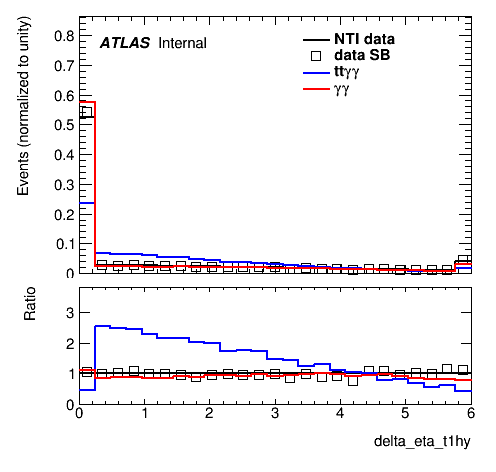 ATLAS Internal
NTI data
data SB
ttγγ
γγ
Events (normalized to unity)
0.8
0.7
0.6
0.5
0.4
0.3
0.2
0.1
0
Ratio
3
2
1
0
0 1 2 3 4 5 6
delta_eta_t1hy